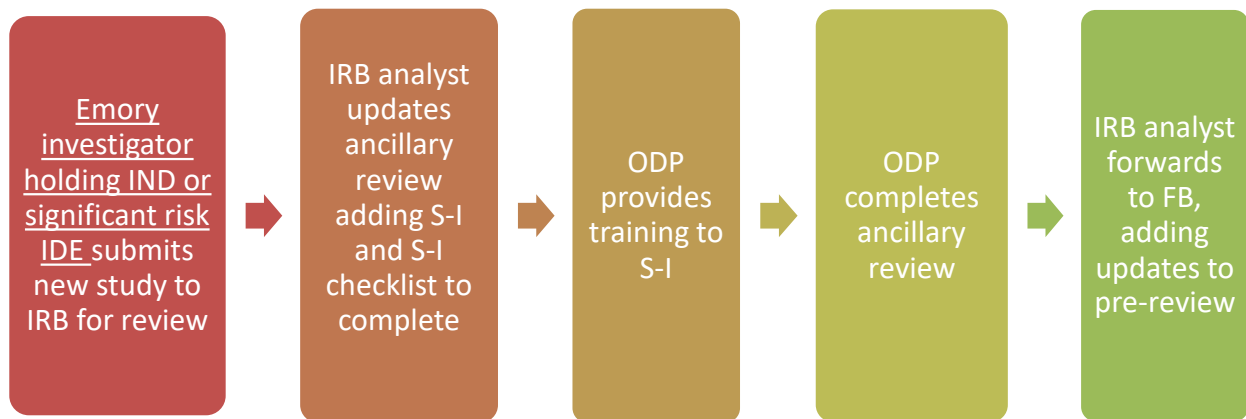 Emory
investigator
holding IND or
significant risk
IDE submits
new study to
IRB for review
IRB analyst
updates
ancillary
review
adding S-I
and S-I
checklist to
complete
ODP
provides
training to
S-I
ODP
completes
ancillary
review
IRB analyst
forwards
to FB,
adding
updates to
pre-review